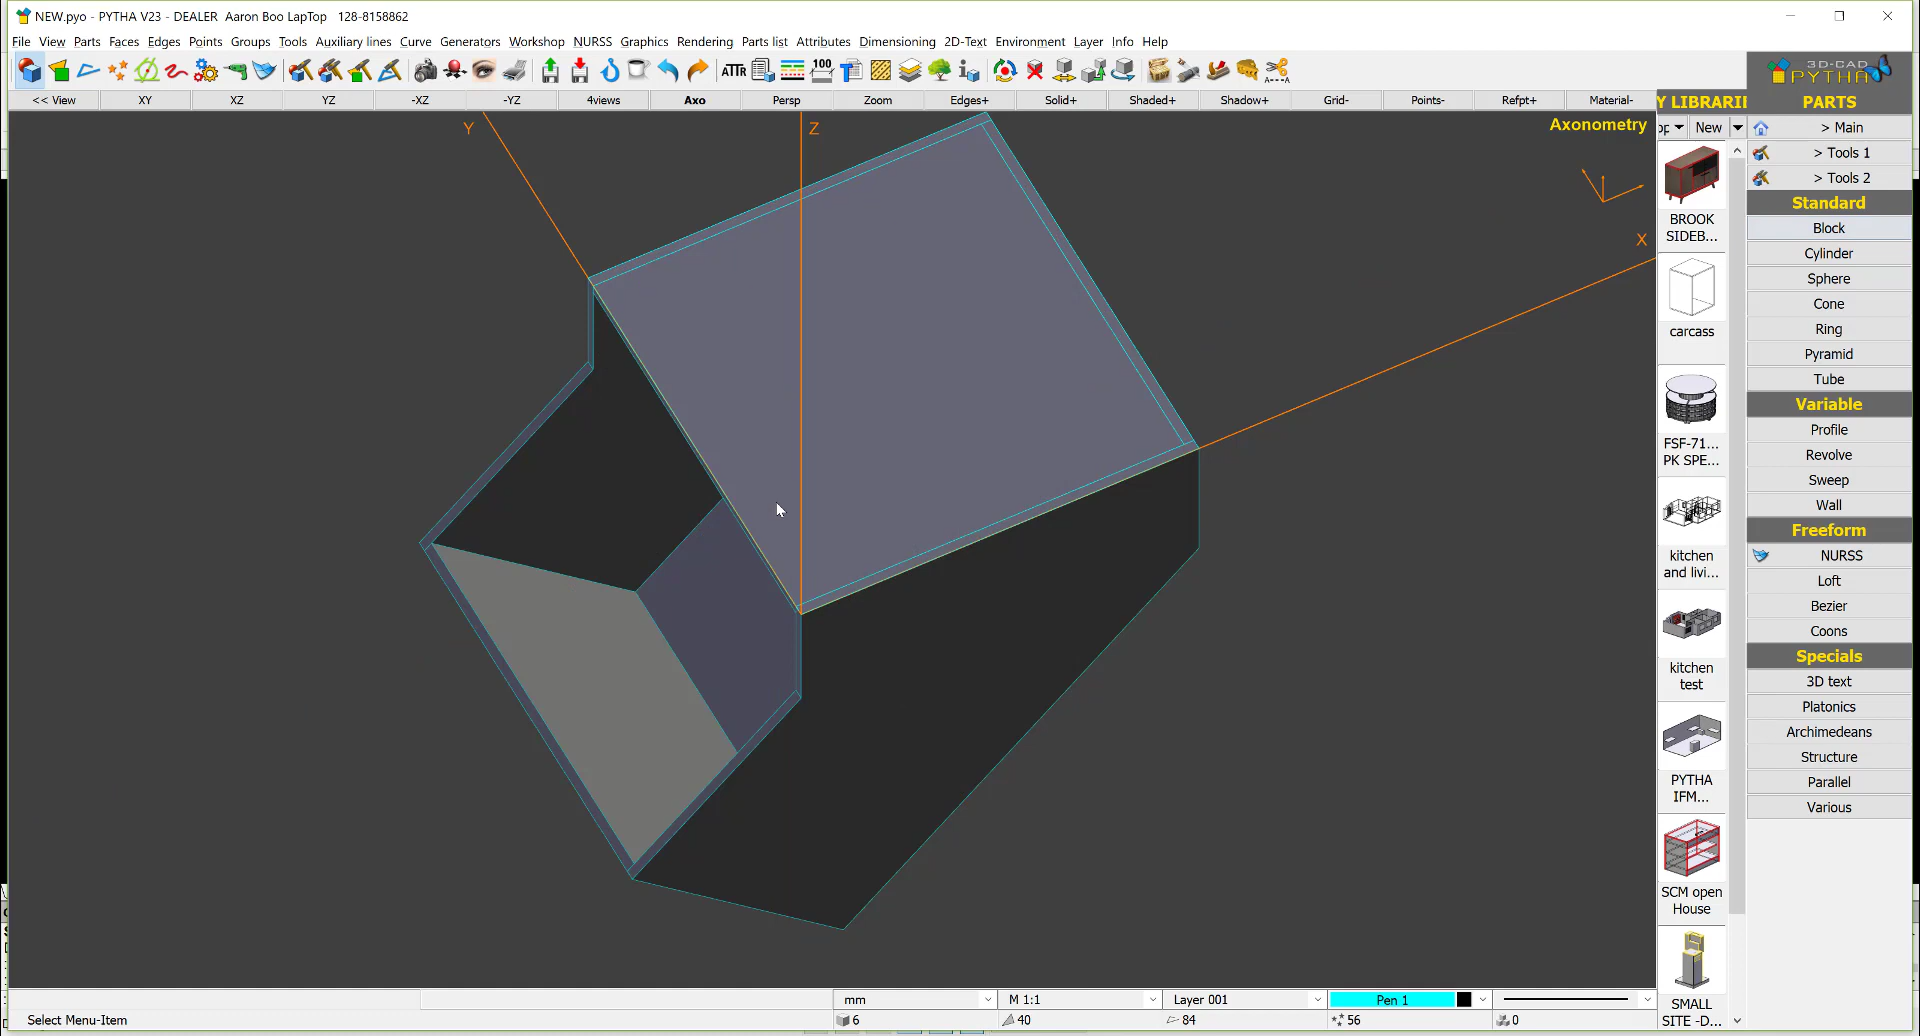 NEW.pyo - PYTHA V23 - DEALER   Aaron Boo LapTop   128-8158862
File View Parts Faces Edges Points Groups Tools Auxiliary lines Curve Generators Workshop NURSS Graphics Rendering Parts list Attributes Dimensioning 2D-Text Environment Layer Info Help
ATTR 100
3D-CAD
PYTHA
<< View XY XZ YZ -XZ -YZ 4views Axo Persp Zoom Edges+ Solid+ Shaded+ Shadow+ Grid- Points- Refpt+ Material-
Y LIBRARIE
PARTS
Axonometry
Y
Z
X
New
> Main
> Tools 1
> Tools 2
Standard
Block
Cylinder
Sphere
Cone
Ring
Pyramid
Tube
Variable
Profile
Revolve
Sweep
Wall
Freeform
NURSS
Loft
Bezier
Coons
Specials
3D text
Platonics
Archimedeans
Structure
Parallel
Various
BROOK
SIDEB...
carcass
FSF-71...
PK SPE...
kitchen
and livi...
kitchen
test
PYTHA
IFM...
SCM open
House
SMALL
SITE -D...
mm M 1:1 Layer 001 Pen 1
Select Menu-Item 6 40 84 56 0